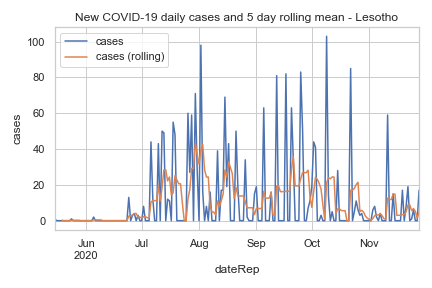 New COVID-19 daily cases and 5 day rolling mean - Lesotho
cases
cases (rolling)
100
80
60
40
20
0
cases
Jun
2020
Jul
Aug
Sep
Oct
Nov
dateRep